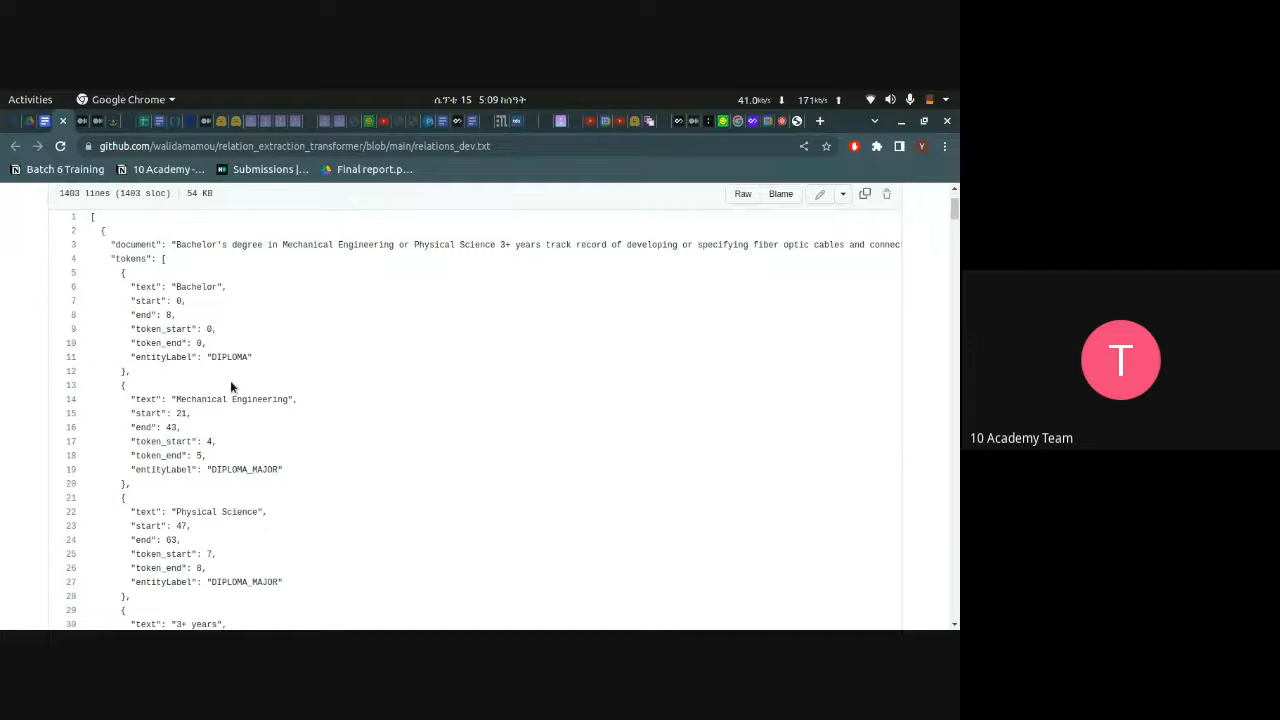 Activities Google Chrome ሴፕቴ 15 5:09 ከሰዓት 41.0kb/s 171kb/s
github.com/walidamamou/relation_extraction_transformer/blob/main/relations_dev.txt
Batch 6 Training 10 Academy -... Submissions |... Final report.p...
1403 lines (1403 sloc) 54 KB Raw Blame
1 [
2 {
3 "document": "Bachelor's degree in Mechanical Engineering or Physical Science 3+ years track record of developing or specifying fiber optic cables and connec
4 "tokens": [
5 {
6 "text": "Bachelor",
7 "start": 0,
8 "end": 8,
9 "token_start": 0,
10 "token_end": 0,
11 "entityLabel": "DIPLOMA"
12 },
13 {
14 "text": "Mechanical Engineering",
15 "start": 21,
16 "end": 43,
17 "token_start": 4,
18 "token_end": 5,
19 "entityLabel": "DIPLOMA_MAJOR"
20 },
21 {
22 "text": "Physical Science",
23 "start": 47,
24 "end": 63,
25 "token_start": 7,
26 "token_end": 8,
27 "entityLabel": "DIPLOMA_MAJOR"
28 },
29 {
30 "text": "3+ years",
T
10 Academy Team